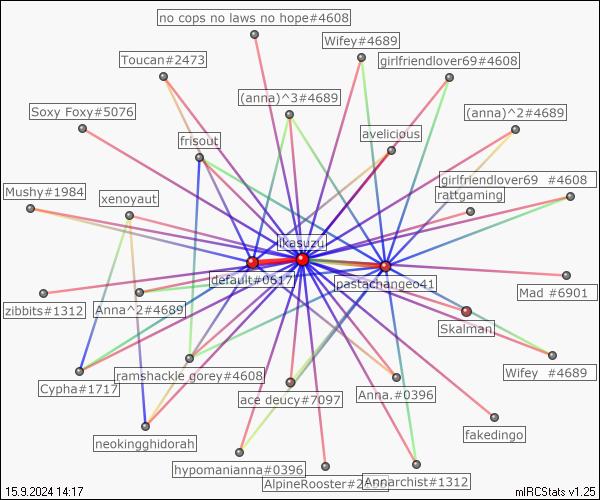 no cops no laws no hope#4608
Wifey#4689
Toucan#2473
girlfriendlover69#4608
(anna)^3#4689
Soxy Foxy#5076
(anna)^2#4689
avelicious
frisout
girlfriendlover69 #4608
Mushy#1984
xenoyaut
rattgaming
ikasuzu
default#0617
pastachangeo41
Mad #6901
zibbits#1312
Anna^2#4689
Skalman
Cypha#1717
ramshackle gorey#4608
Wifey #4689
ace deucy#7097
Anna.#0396
neokingghidorah
fakedingo
hypomanianna#0396
Annarchist#1312
15.9.2024 14:17
mIRCStats v1.25